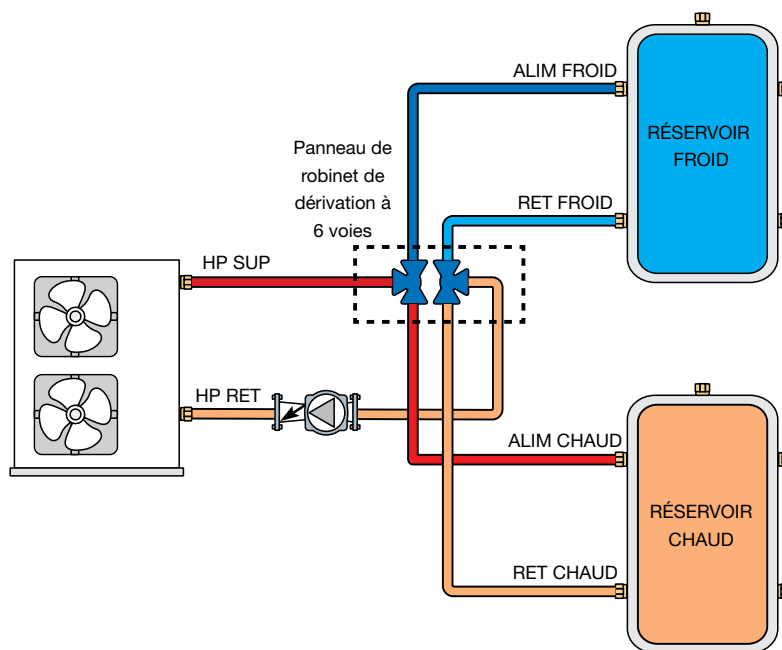 ALIM FROID
RÉSERVOIR
FROID
Panneau de
robinet de
dérivation à
6 voies
RET FROID
HP SUP
HP RET
ALIM CHAUD
RÉSERVOIR
CHAUD
RET CHAUD